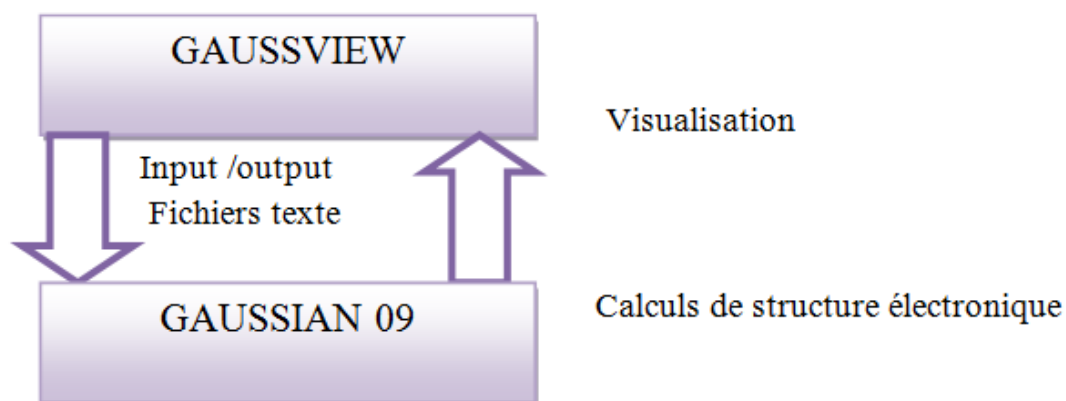 GAUSSVIEW
Visualisation
Input /output
Fichiers texte
GAUSSIAN 09
Calculs de structure électronique